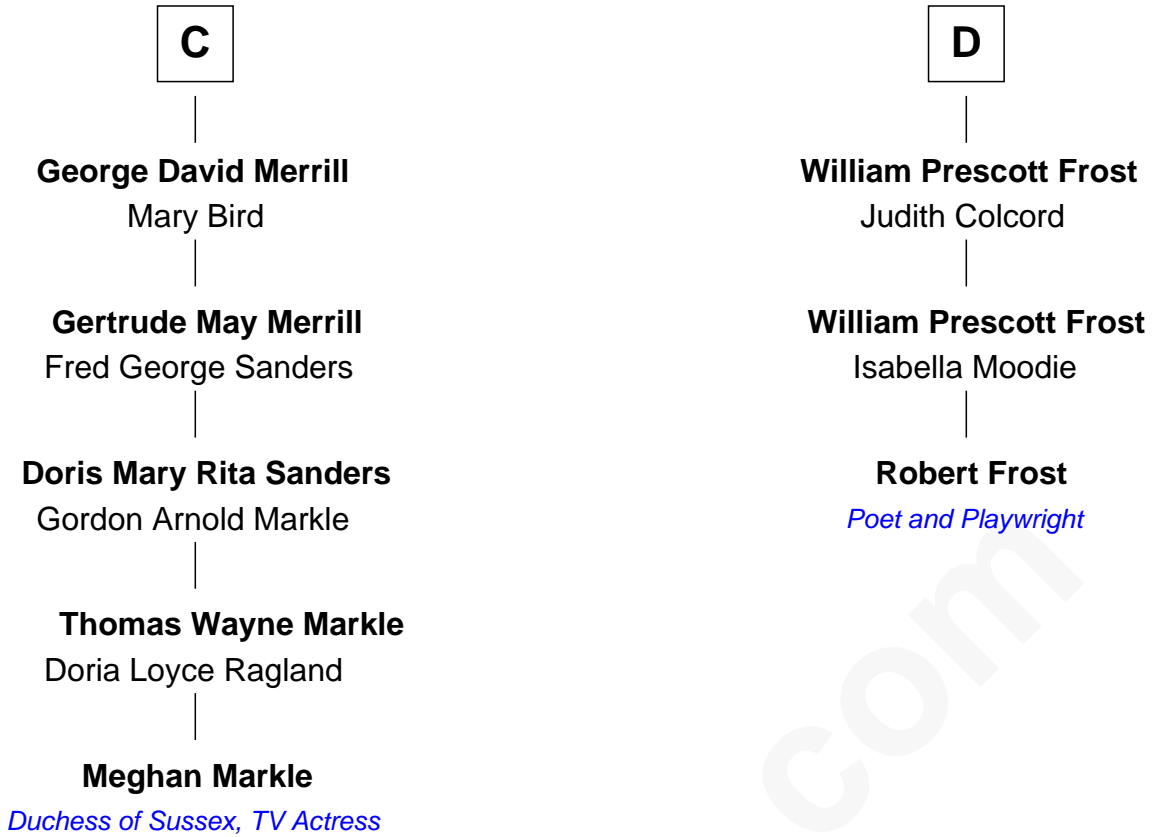 C
George David Merrill
Mary Bird
Gertrude May Merrill
Fred George Sanders
Doris Mary Rita Sanders
Gordon Arnold Markle
Thomas Wayne Markle
Doria Loyce Ragland
Meghan Markle
Duchess of Sussex, TV Actress
D
William Prescott Frost
Judith Colcord
William Prescott Frost
Isabella Moodie
Robert Frost
Poet and Playwright
com